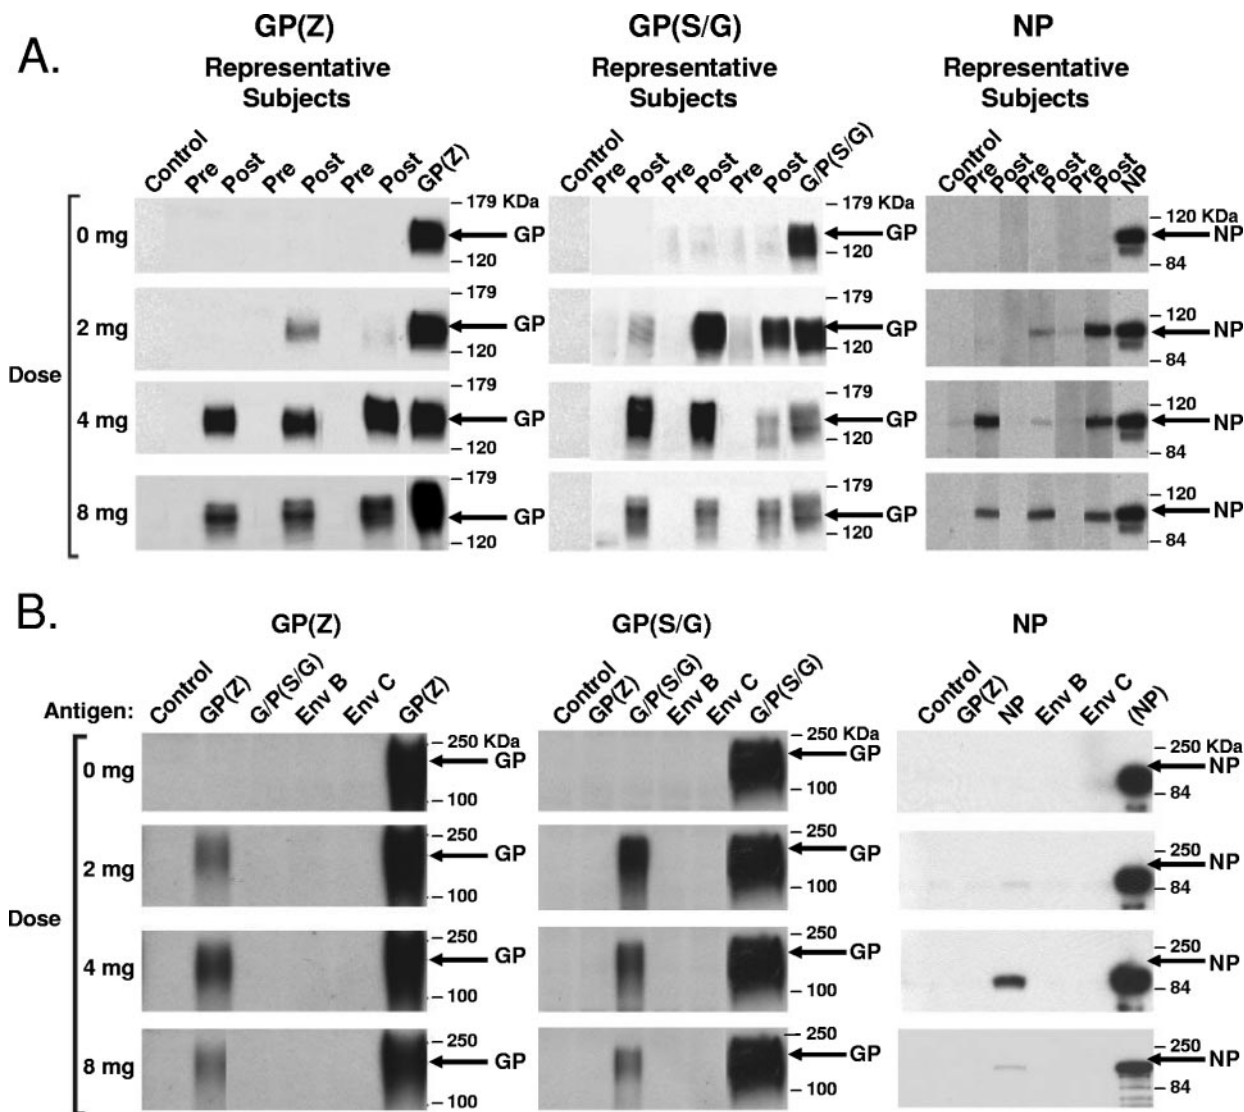 A.
GP(Z) GP(S/G) NP
Representative Subjects Representative Subjects Representative Subjects
Control Pre Post Pre Post Pre Post GP(Z) Control Pre Post Pre Post Pre Post G/P(S/G) Control Pre Post Pre Post Pre Post NP
Dose
0 mg 179 KDa GP 120 179 KDa GP 120 120 KDa NP 84
2 mg 179 GP 120 179 GP 120 120 NP 84
4 mg 179 GP 120 179 GP 120 120 NP 84
8 mg 179 GP 120 179 GP 120 120 NP 84
B.
GP(Z) GP(S/G) NP
Antigen: Control GP(Z) G/P(S/G) Env B Env C GP(Z) Control GP(Z) G/P(S/G) Env B Env C G/P(S/G) Control GP(Z) NP Env B Env C (NP)
Dose
0 mg 250 KDa GP 100 250 KDa GP 100 250 KDa NP 84
2 mg 250 GP 100 250 GP 100 250 NP 84
4 mg 250 GP 100 250 GP 100 250 NP 84
8 mg 250 GP 100 250 GP 100 250 NP 84